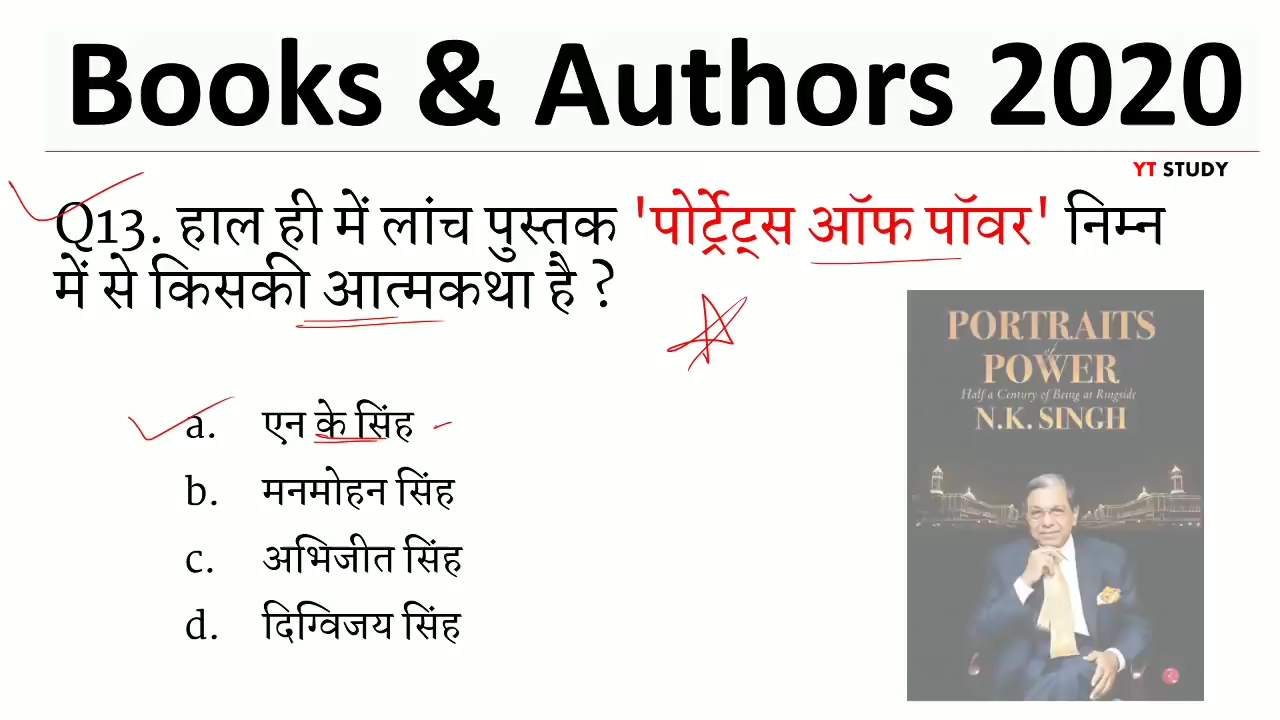 Books & Authors 2020
YT STUDY
Q13. हाल ही में लांच पुस्तक 'पोर्ट्रेट्स ऑफ पॉवर' निम्न
में से किसकी आत्मकथा है ?
a. एन के सिंह
b. मनमोहन सिंह
c. अभिजीत सिंह
d. दिग्विजय सिंह
PORTRAITS
of
POWER
Half a Century of Being at Ringside
N.K. SINGH